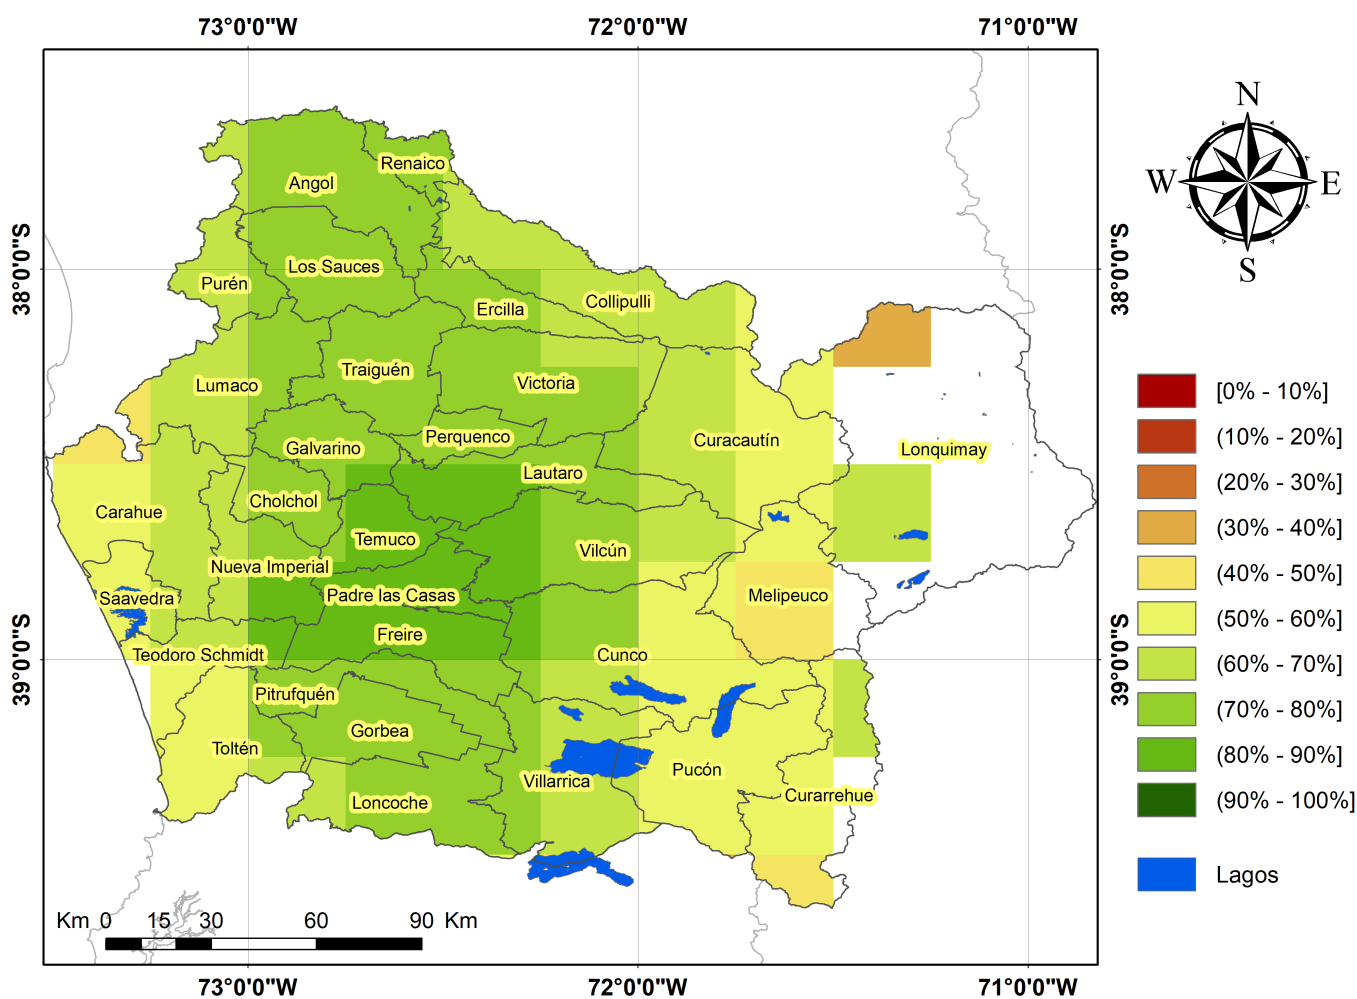 73°0'0"W 72°0'0"W 71°0'0"W
N
W E
S
38°0'0"S
38°0'0"S
39°0'0"S
39°0'0"S
Renaico
Angol
Los Sauces
Purén
Collipulli
Ercilla
Traiguén
Lumaco
Victoria
Perquenco
Curacautín
Galvarino
Lonquimay
Lautaro
Cholchol
Carahue
Temuco
Vilcún
Nueva Imperial
Padre las Casas
Melipeuco
Saavedra
Freire
Teodoro Schmidt
Cunco
Pitrufquén
Gorbea
Toltén
Pucón
Villarrica
Curarrehue
Loncoche
[0% - 10%]
(10% - 20%]
(20% - 30%]
(30% - 40%]
(40% - 50%]
(50% - 60%]
(60% - 70%]
(70% - 80%]
(80% - 90%]
(90% - 100%]
Lagos
Km 0 15 30 60 90 Km
73°0'0"W 72°0'0"W 71°0'0"W